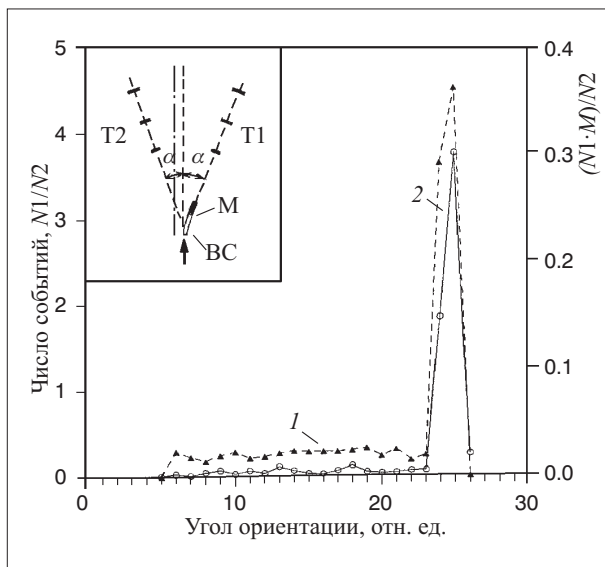 5
4
3
2
1
0
Число событий, N1/N2
T2
α
α
T1
M
BC
1
2
0.4
0.3
0.2
0.1
0.0
(N1·M)/N2
0
10
20
30
Угол ориентации, отн. ед.